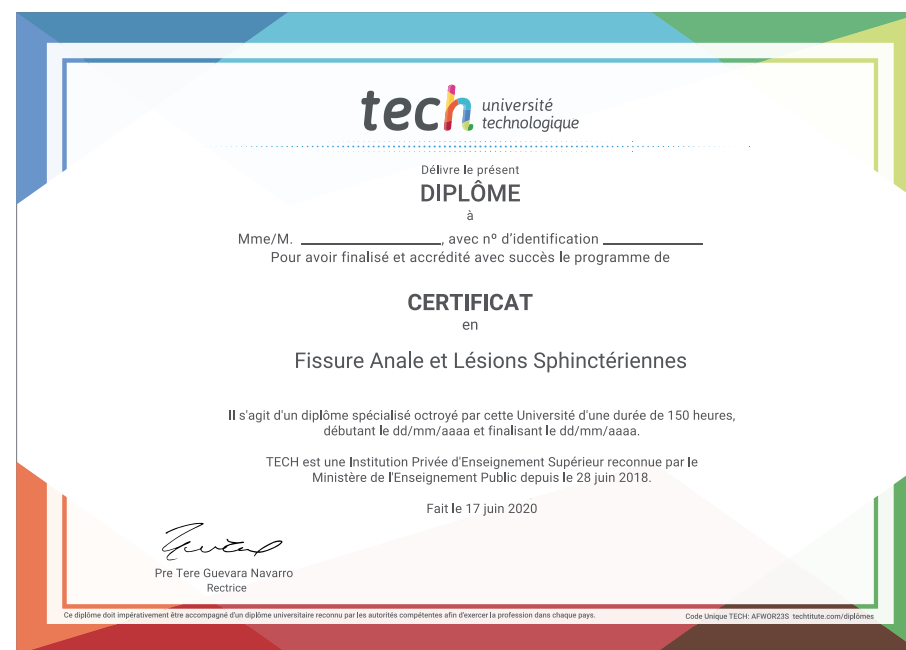 tech université
technologique
Délivre le présent
DIPLÔME
à
Mme/M. ____________________, avec nº d'identification ______________
Pour avoir finalisé et accrédité avec succès le programme de
CERTIFICAT
en
Fissure Anale et Lésions Sphinctériennes
Il s'agit d'un diplôme spécialisé octroyé par cette Université d'une durée de 150 heures,
débutant le dd/mm/aaaa et finalisant le dd/mm/aaaa.
TECH est une Institution Privée d'Enseignement Supérieur reconnue par le
Ministère de l'Enseignement Public depuis le 28 juin 2018.
Fait le 17 juin 2020
Pre Tere Guevara Navarro
Rectrice
Ce diplôme doit impérativement être accompagné d'un diplôme universitaire reconnu par les autorités compétentes afin d'exercer la profession dans chaque pays.
Code Unique TECH: AFWOR23S techtitute.com/diplômes